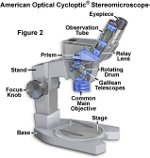 American Optical Cycloptic® Stereomicroscope
Eyepiece
Observation
Tube
Figure 2
Prism
Relay
Lens
Stand
Rotating
Drum
Focus
Knob
Galilean
Telescopes
Common
Main
Objective
Stage
Base